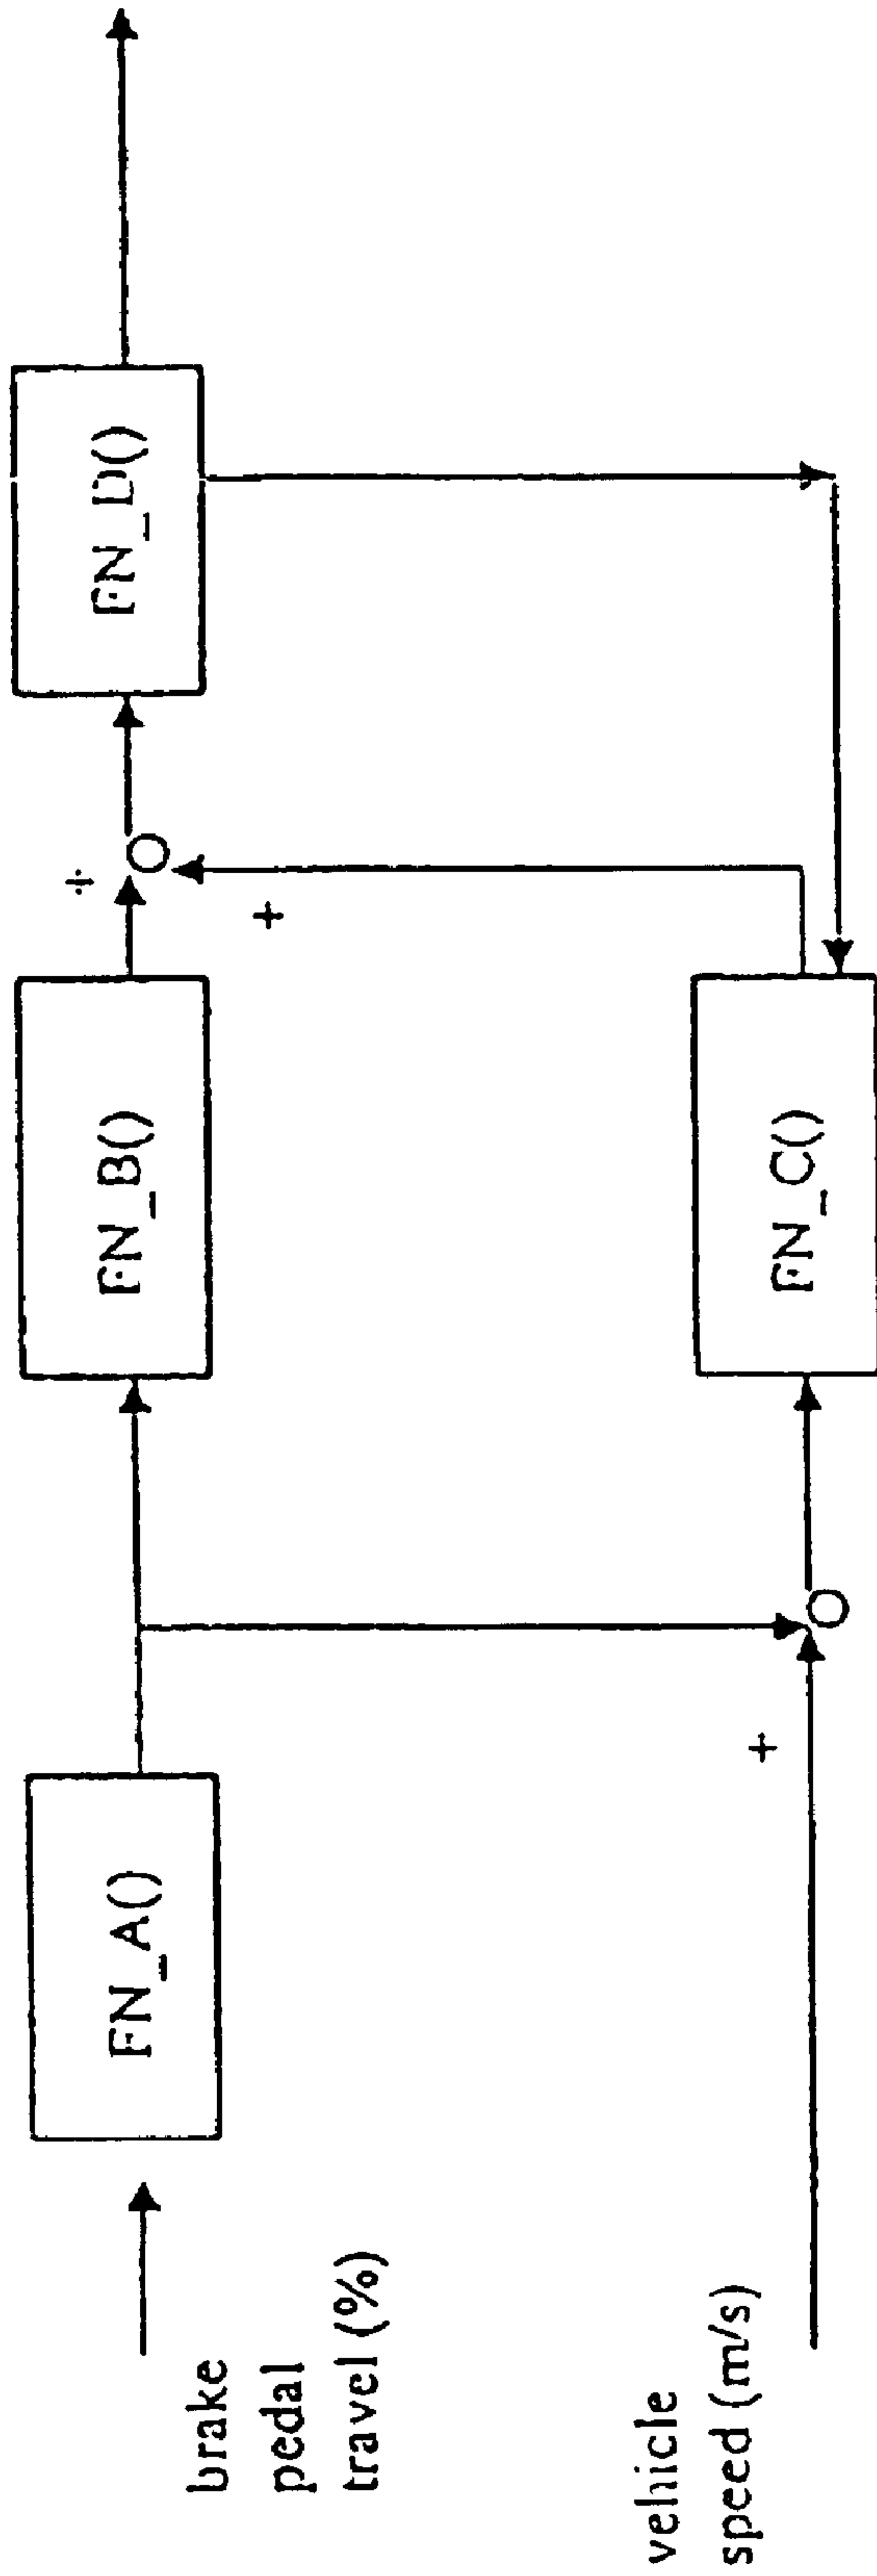 brake
pedal
travel (%)
FN_A()
FN_B()
+
+
FN_D()
vehicle
speed (m/s)
+
FN_C()